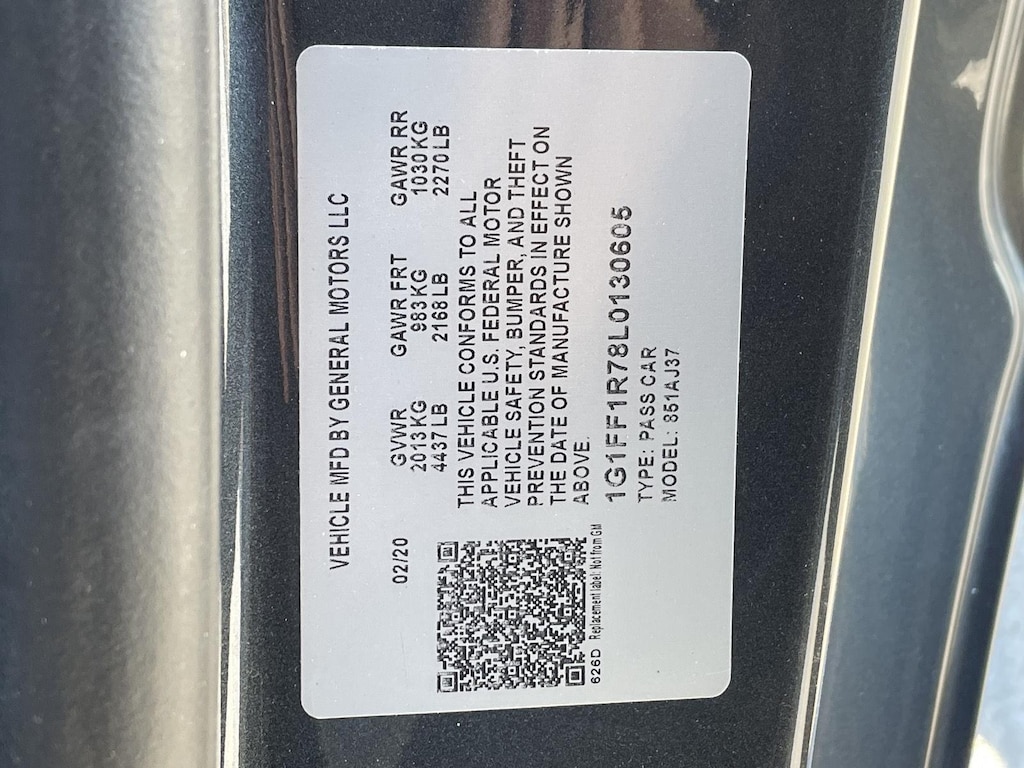 VEHICLE MFD BY GENERAL MOTORS LLC
02/20 GVWR GAWR FRT GAWR RR
2013 KG 983 KG 1030 KG
4437 LB 2168 LB 2270 LB
THIS VEHICLE CONFORMS TO ALL
APPLICABLE U.S. FEDERAL MOTOR
VEHICLE SAFETY, BUMPER, AND THEFT
PREVENTION STANDARDS IN EFFECT ON
THE DATE OF MANUFACTURE SHOWN
ABOVE.
626D Replacement label: Not from GM
1G1FF1R78L0130605
TYPE: PASS CAR
MODEL: 851AJ37